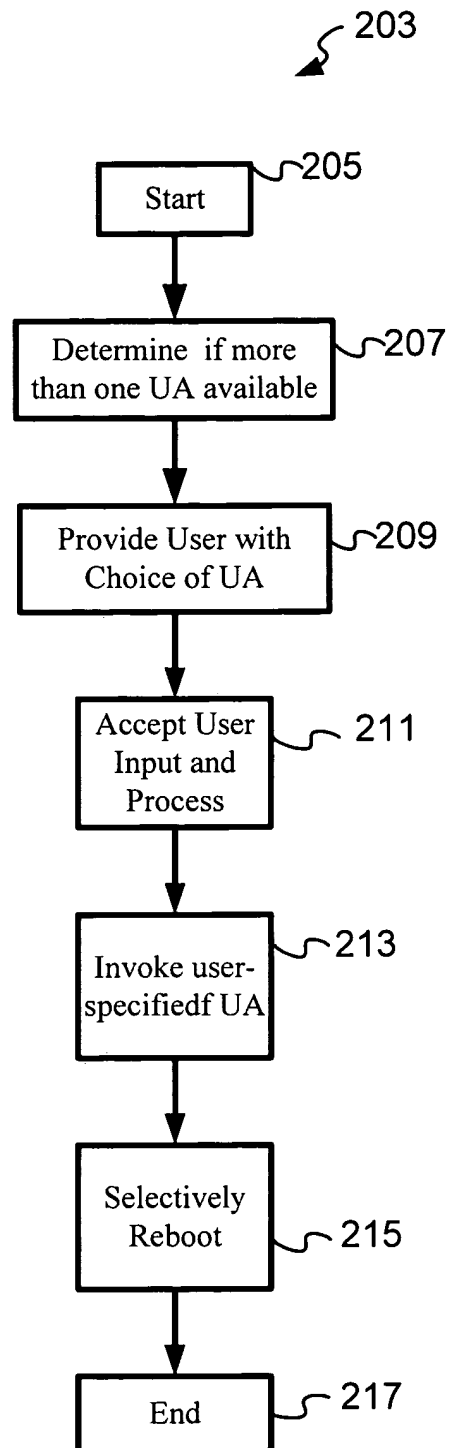 203
205
Start
207
Determine if more
than one UA available
209
Provide User with
Choice of UA
211
Accept User
Input and
Process
213
Invoke user-
specifiedf UA
Selectively
Reboot
215
217
End